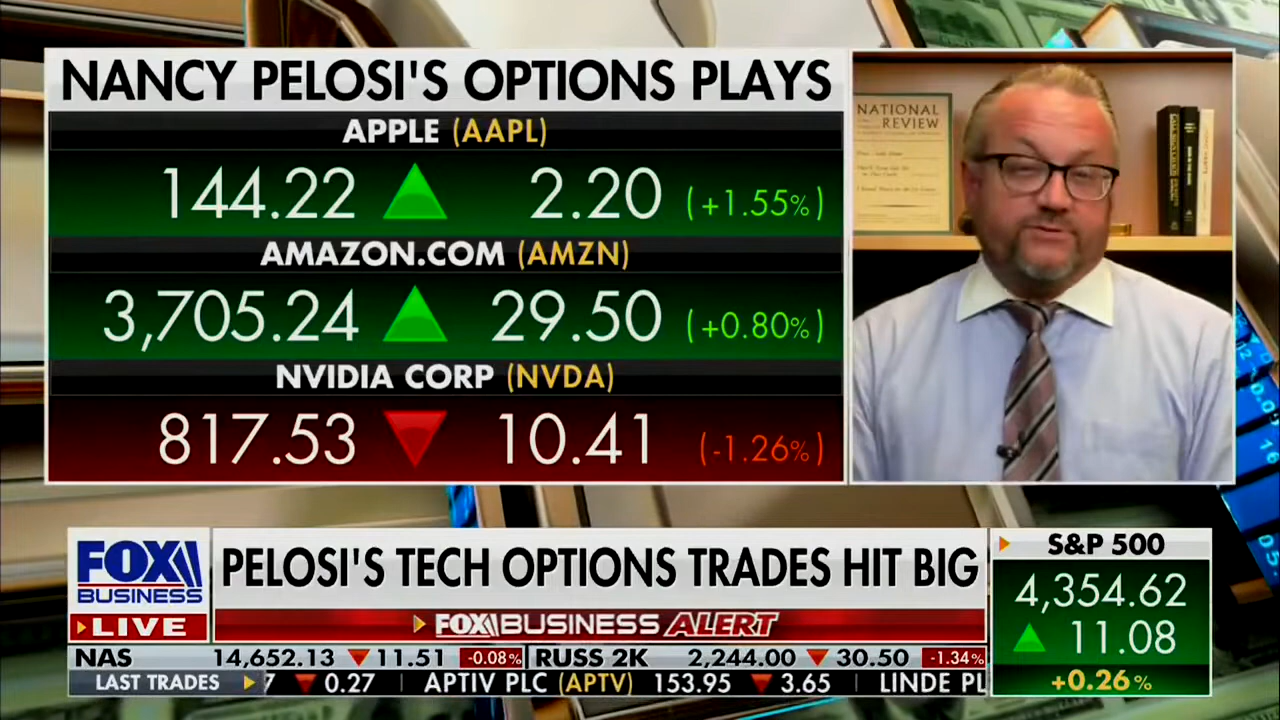 NANCY PELOSI'S OPTIONS PLAYS
APPLE (AAPL)
144.22 ▲ 2.20 (+1.55%)
AMAZON.COM (AMZN)
3,705.24 ▲ 29.50 (+0.80%)
NVIDIA CORP (NVDA)
817.53 ▼ 10.41 (-1.26%)
NATIONAL
REVIEW
FOX
BUSINESS
LIVE
PELOSI'S TECH OPTIONS TRADES HIT BIG
FOX BUSINESS ALERT
S&P 500
4,354.62
▲ 11.08
+0.26%
NAS 14,652.13 ▼ 11.51 -0.08% RUSS 2K 2,244.00 ▼ 30.50 -1.34%
LAST TRADES 7 ▼ 0.27 | APTIV PLC (APTV) 153.95 ▼ 3.65 | LINDE PL